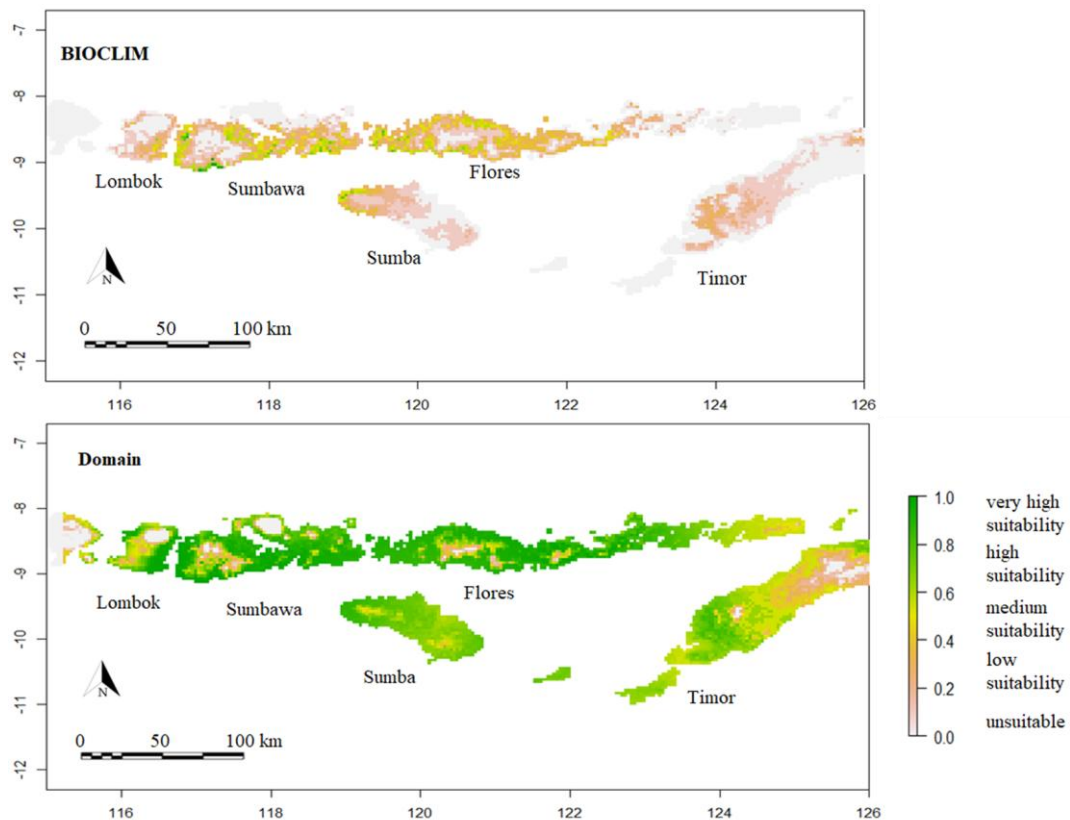 -7
BIOCLIM
-8
-9
Lombok
Sumbawa
Flores
-10
Sumba
Timor
N
-11
0 50 100 km
-12
116 118 120 122 124 126
-7
Domain
-8
-9
Lombok
Sumbawa
Flores
-10
Sumba
Timor
N
-11
0 50 100 km
-12
116 118 120 122 124 126
1.0 very high
suitability
0.8
high
0.6 suitability
medium
0.4 suitability
low
0.2 suitability
0.0 unsuitable